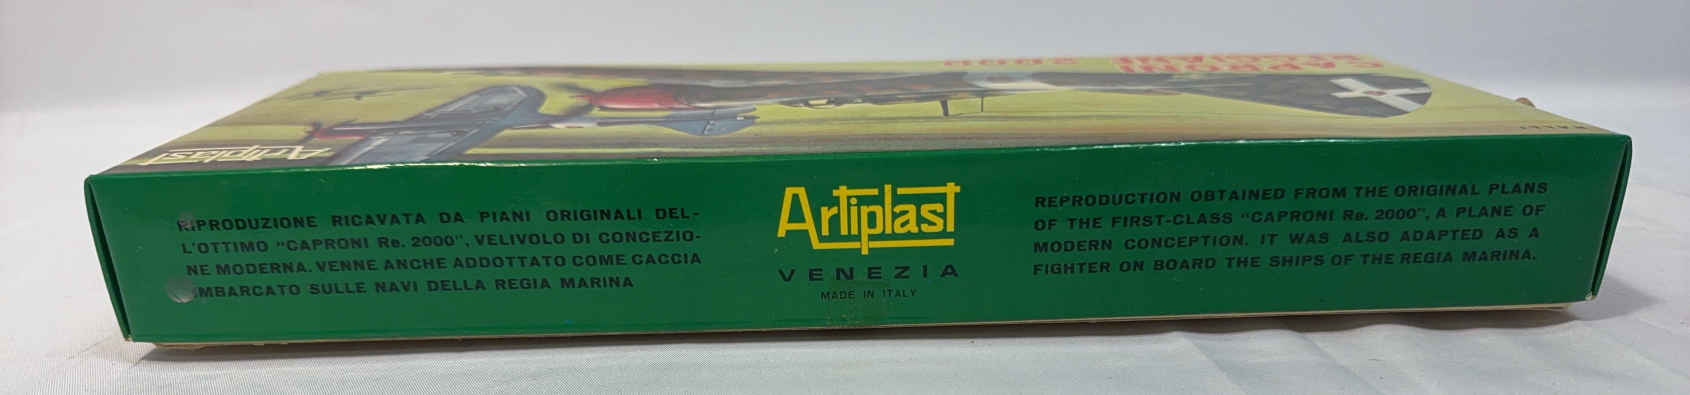 CAPRONI
REGGIANE 2000
Artiplast
RIPRODUZIONE RICAVATA DA PIANI ORIGINALI DEL-
L'OTTIMO "CAPRONI Re. 2000", VELIVOLO DI CONCEZIO-
NE MODERNA. VENNE ANCHE ADDOTTATO COME CACCIA
IMBARCATO SULLE NAVI DELLA REGIA MARINA
Artiplast
VENEZIA
MADE IN ITALY
REPRODUCTION OBTAINED FROM THE ORIGINAL PLANS
OF THE FIRST-CLASS "CAPRONI Re. 2000", A PLANE OF
MODERN CONCEPTION. IT WAS ALSO ADAPTED AS A
FIGHTER ON BOARD THE SHIPS OF THE REGIA MARINA.